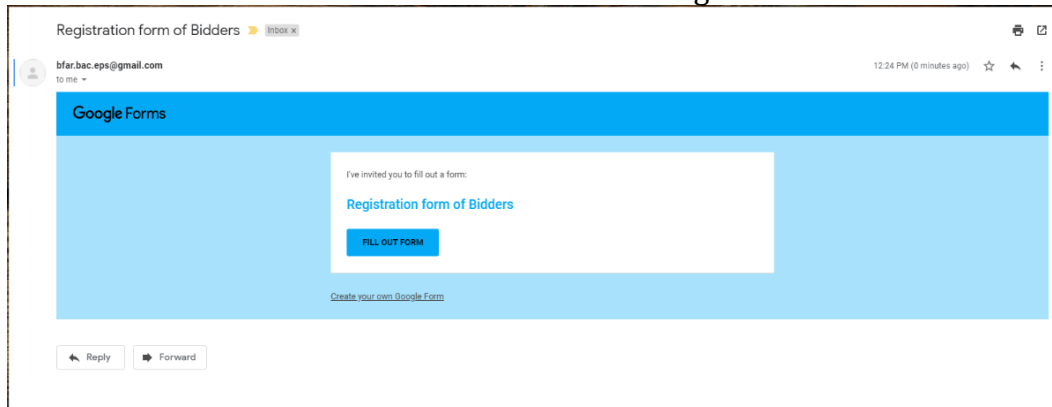 Registration form of Bidders Inbox x
bfar.bac.eps@gmail.com 12:24 PM (0 minutes ago)
to me
Google Forms
I've invited you to fill out a form:
Registration form of Bidders
FILL OUT FORM
Create your own Google Form
Reply Forward